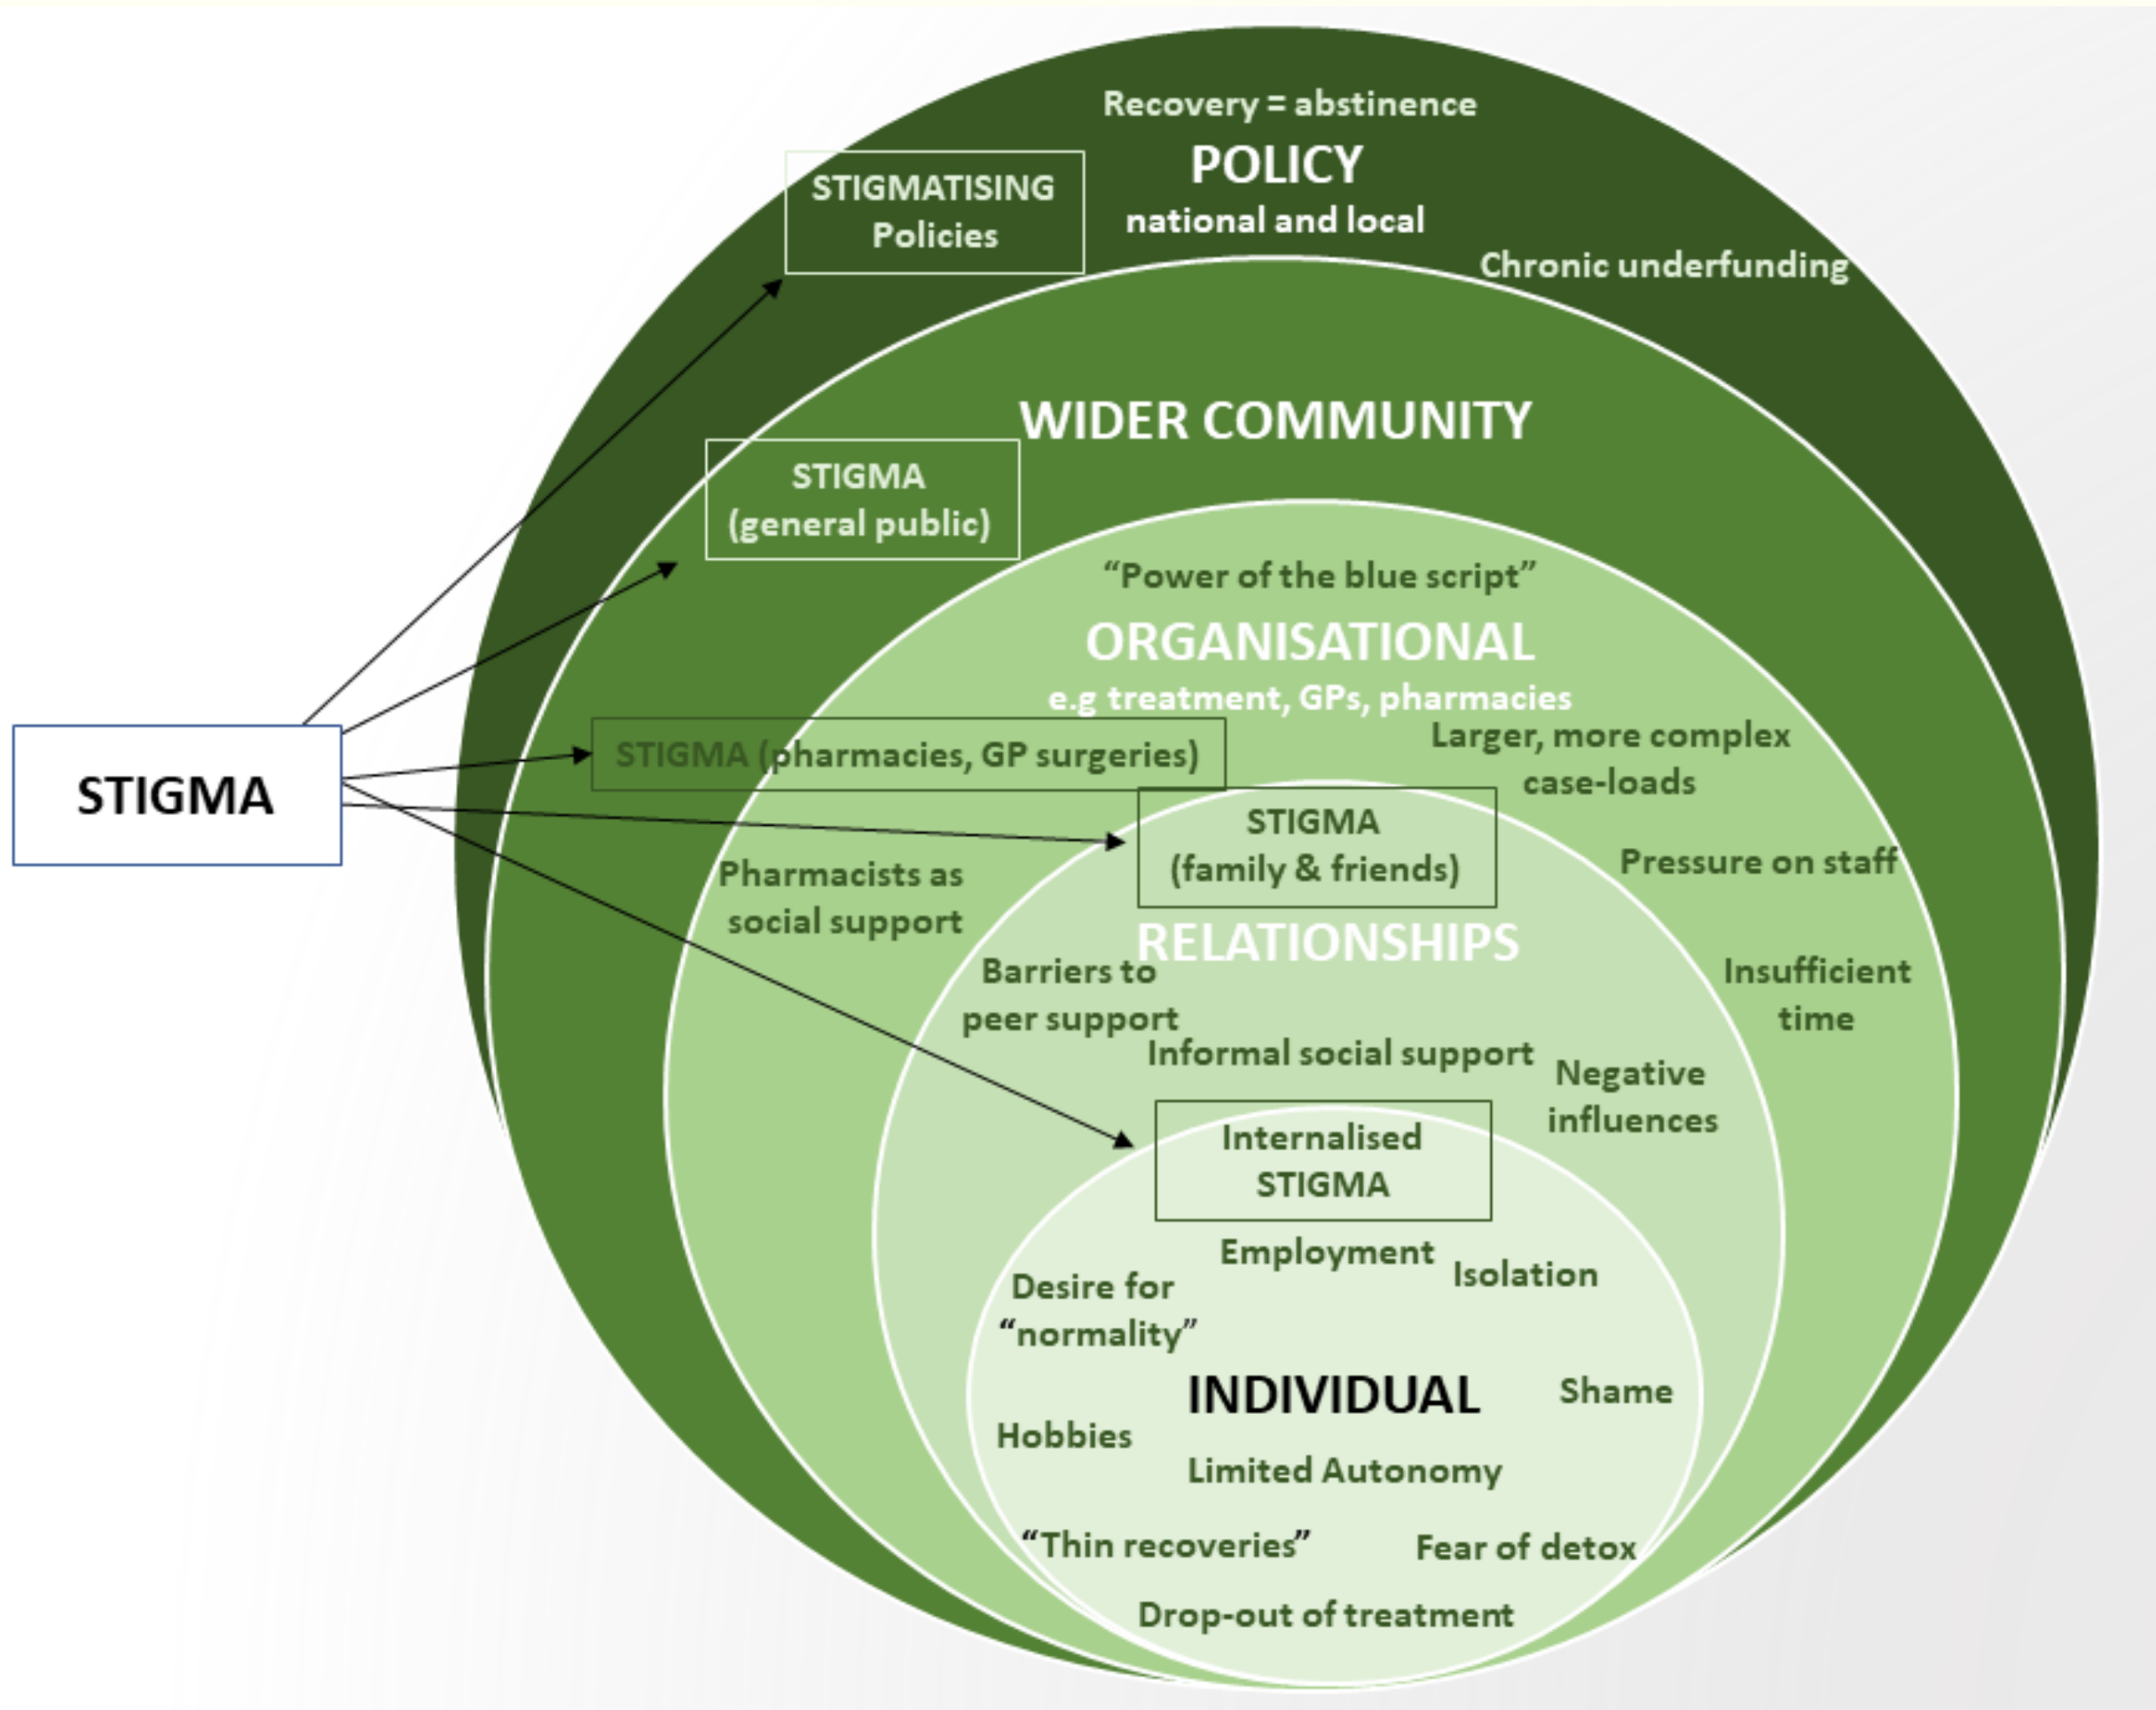 Recovery = abstinence
POLICY
national and local
STIGMATISING
Policies
Chronic underfunding
WIDER COMMUNITY
STIGMA
(general public)
“Power of the blue script”
ORGANISATIONAL
e.g treatment, GPs, pharmacies
STIGMA (pharmacies, GP surgeries)
Larger, more complex
case-loads
STIGMA
STIGMA
(family & friends)
Pressure on staff
Pharmacists as
social support
RELATIONSHIPS
Barriers to
peer support
Insufficient
time
Informal social support
Negative
influences
Internalised
STIGMA
Employment
Isolation
Desire for
“normality”
INDIVIDUAL
Shame
Hobbies
Limited Autonomy
“Thin recoveries”
Fear of detox
Drop-out of treatment